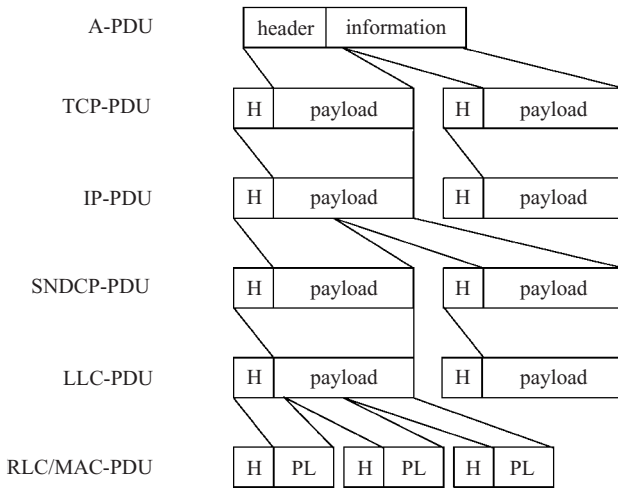 A-PDU header information
TCP-PDU H payload H payload
IP-PDU H payload H payload
SNDCP-PDU H payload H payload
LLC-PDU H payload H payload
RLC/MAC-PDU H PL H PL H PL